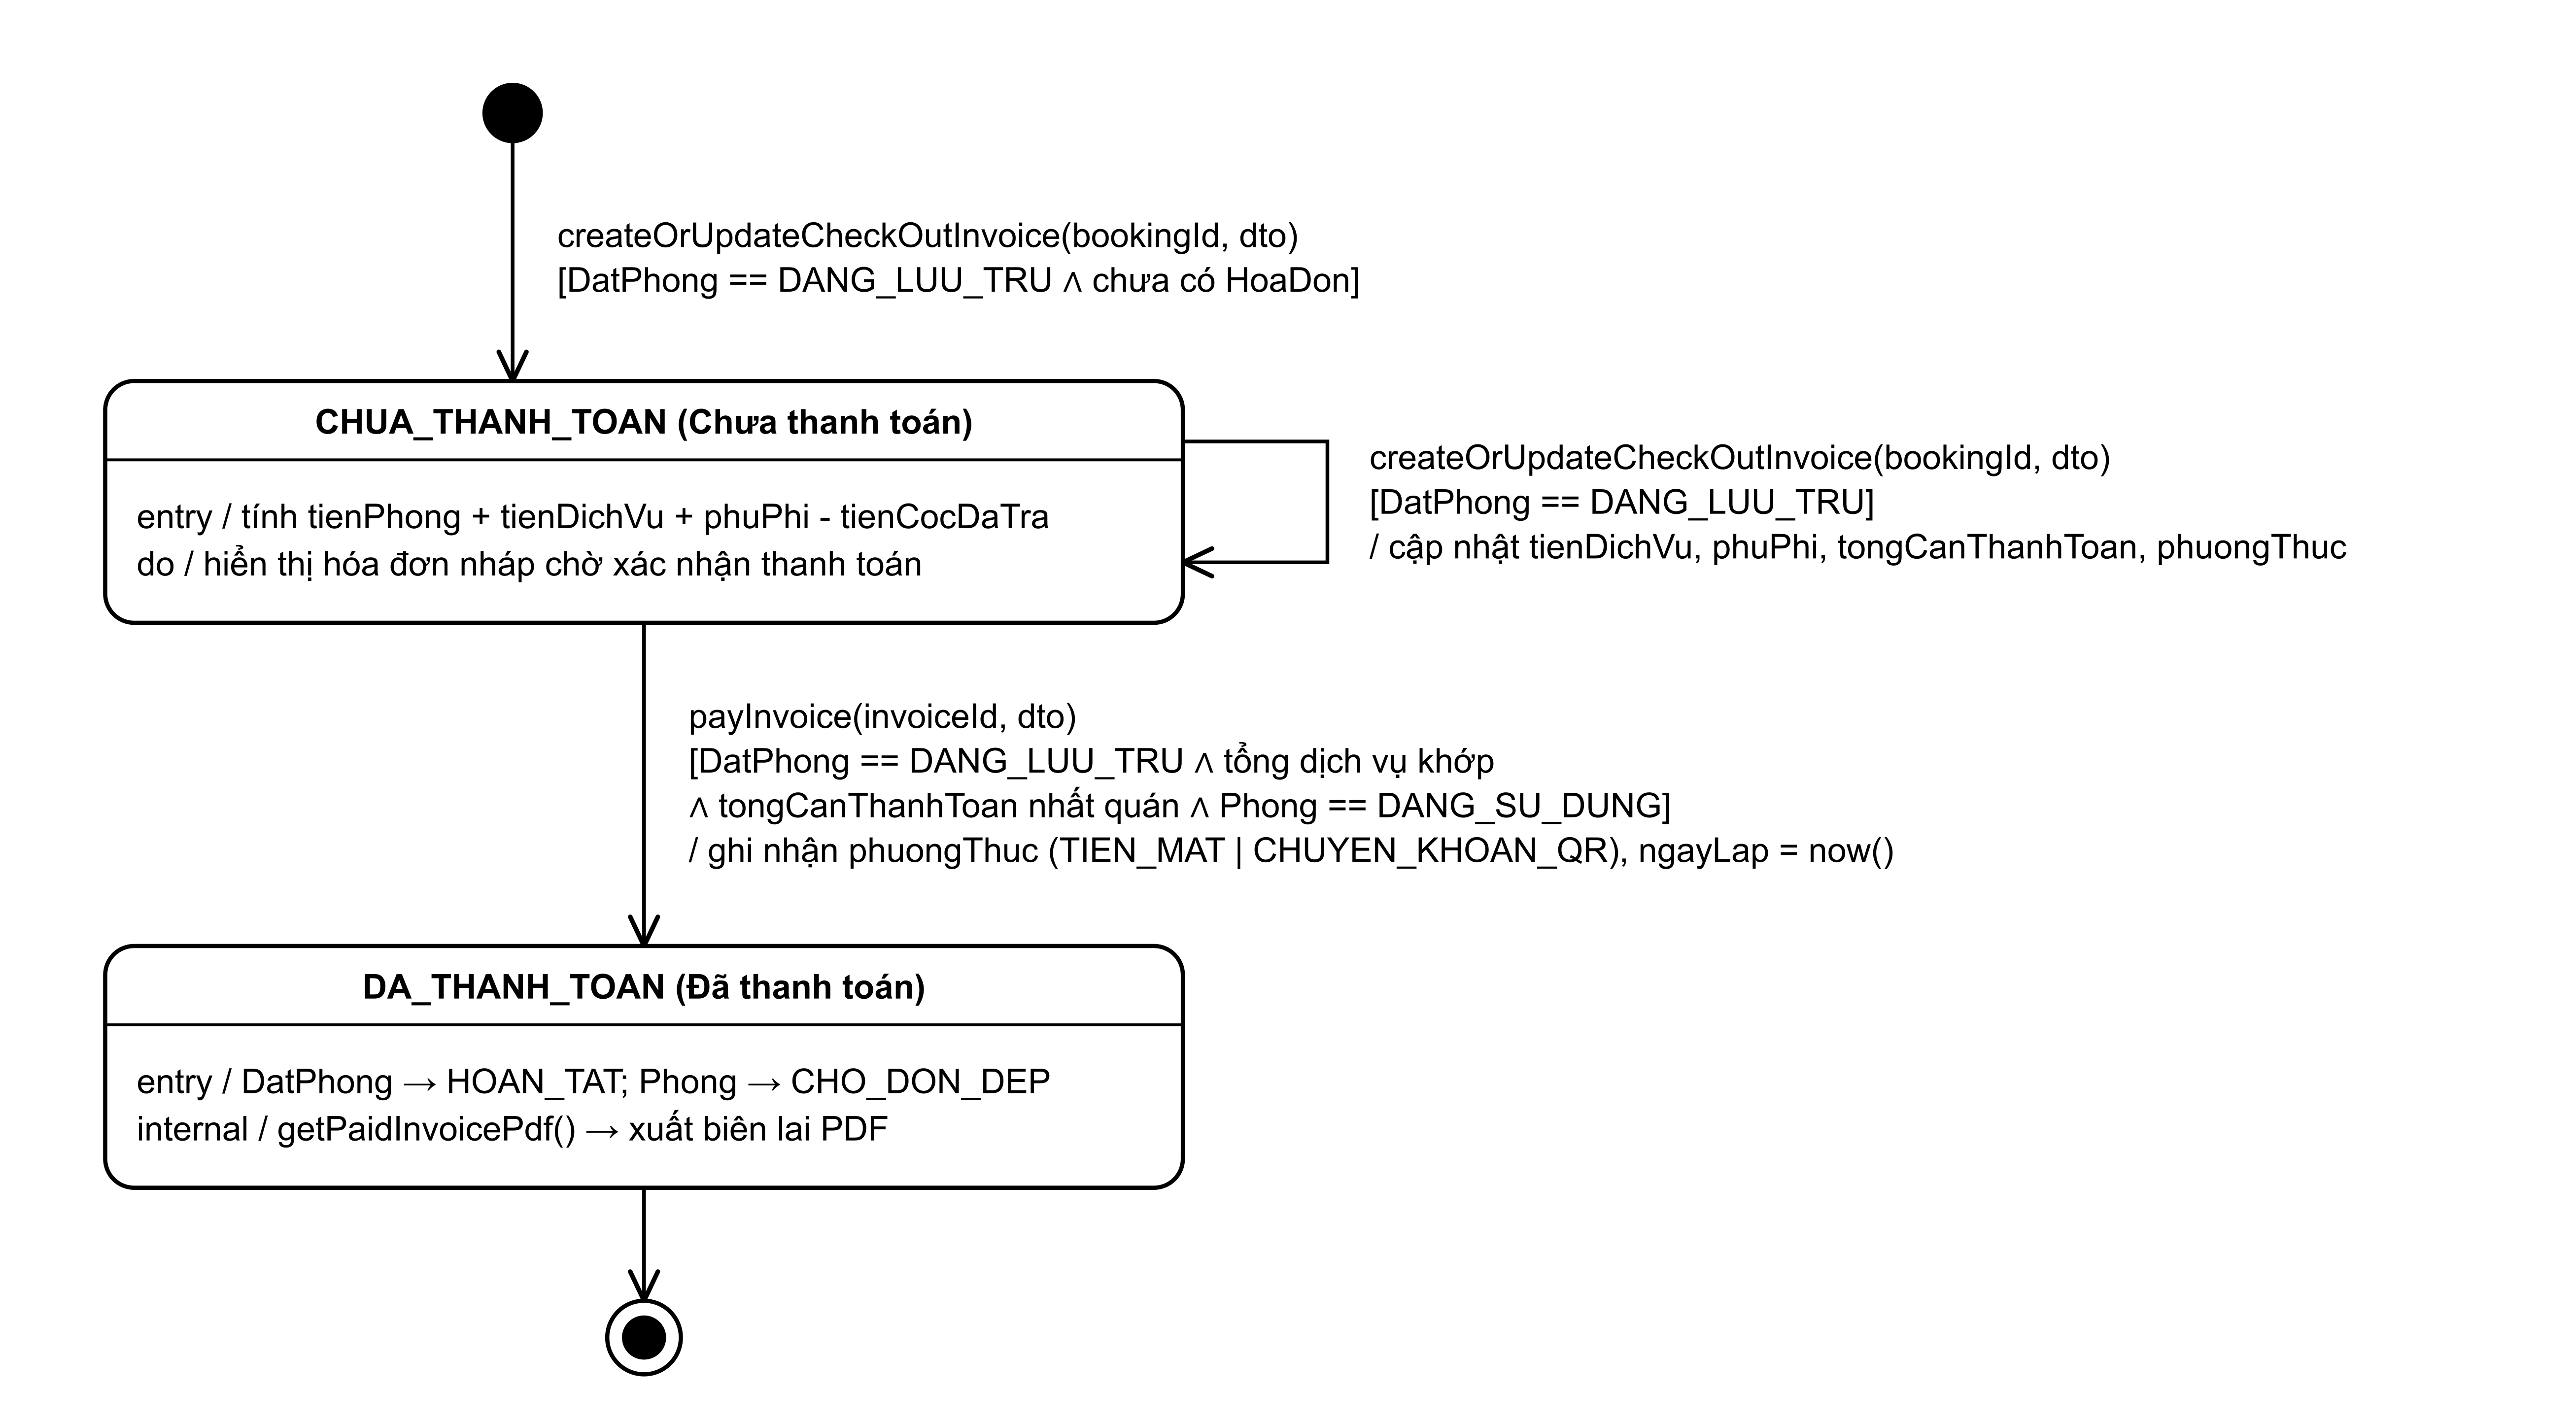 createOrUpdateCheckOutInvoice(bookingId, dto)
[DatPhong == DANG_LUU_TRU ∧ chưa có HoaDon]
CHUA_THANH_TOAN (Chưa thanh toán)
entry / tính tienPhong + tienDichVu + phuPhi - tienCocDaTra
do / hiển thị hóa đơn nháp chờ xác nhận thanh toán
createOrUpdateCheckOutInvoice(bookingId, dto)
[DatPhong == DANG_LUU_TRU]
/ cập nhật tienDichVu, phuPhi, tongCanThanhToan, phuongThuc
payInvoice(invoiceId, dto)
[DatPhong == DANG_LUU_TRU ∧ tổng dịch vụ khớp
∧ tongCanThanhToan nhất quán ∧ Phong == DANG_SU_DUNG]
/ ghi nhận phuongThuc (TIEN_MAT | CHUYEN_KHOAN_QR), ngayLap = now()
DA_THANH_TOAN (Đã thanh toán)
entry / DatPhong → HOAN_TAT; Phong → CHO_DON_DEP
internal / getPaidInvoicePdf() → xuất biên lai PDF